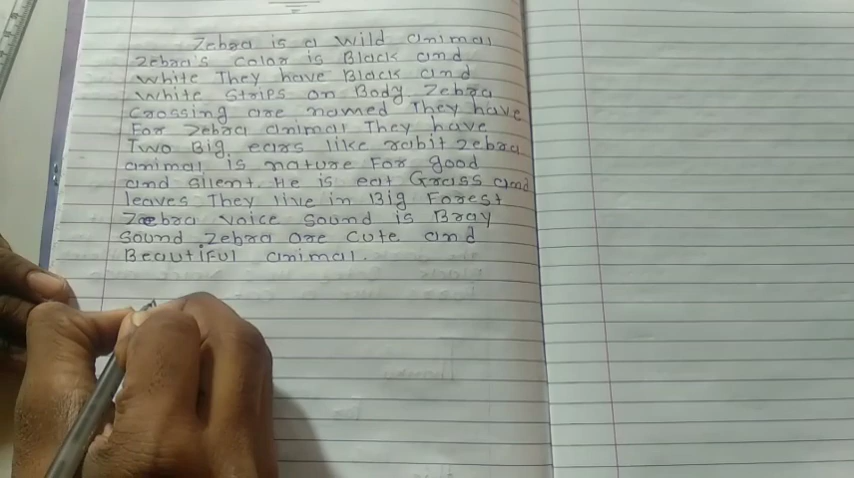 Zebra is a wild animal
Zebra's color is Black and
white They have Black and
white Strips on Body. Zebra
crossing are named They have
For Zebra animal They have
Two Big ears like rabit zebra
animal is nature For good
and silent. He is eat Grass and
leaves They live in Big Forest
Zebra voice sound is Bray
sound Zebra are cute and
Beautiful animal.